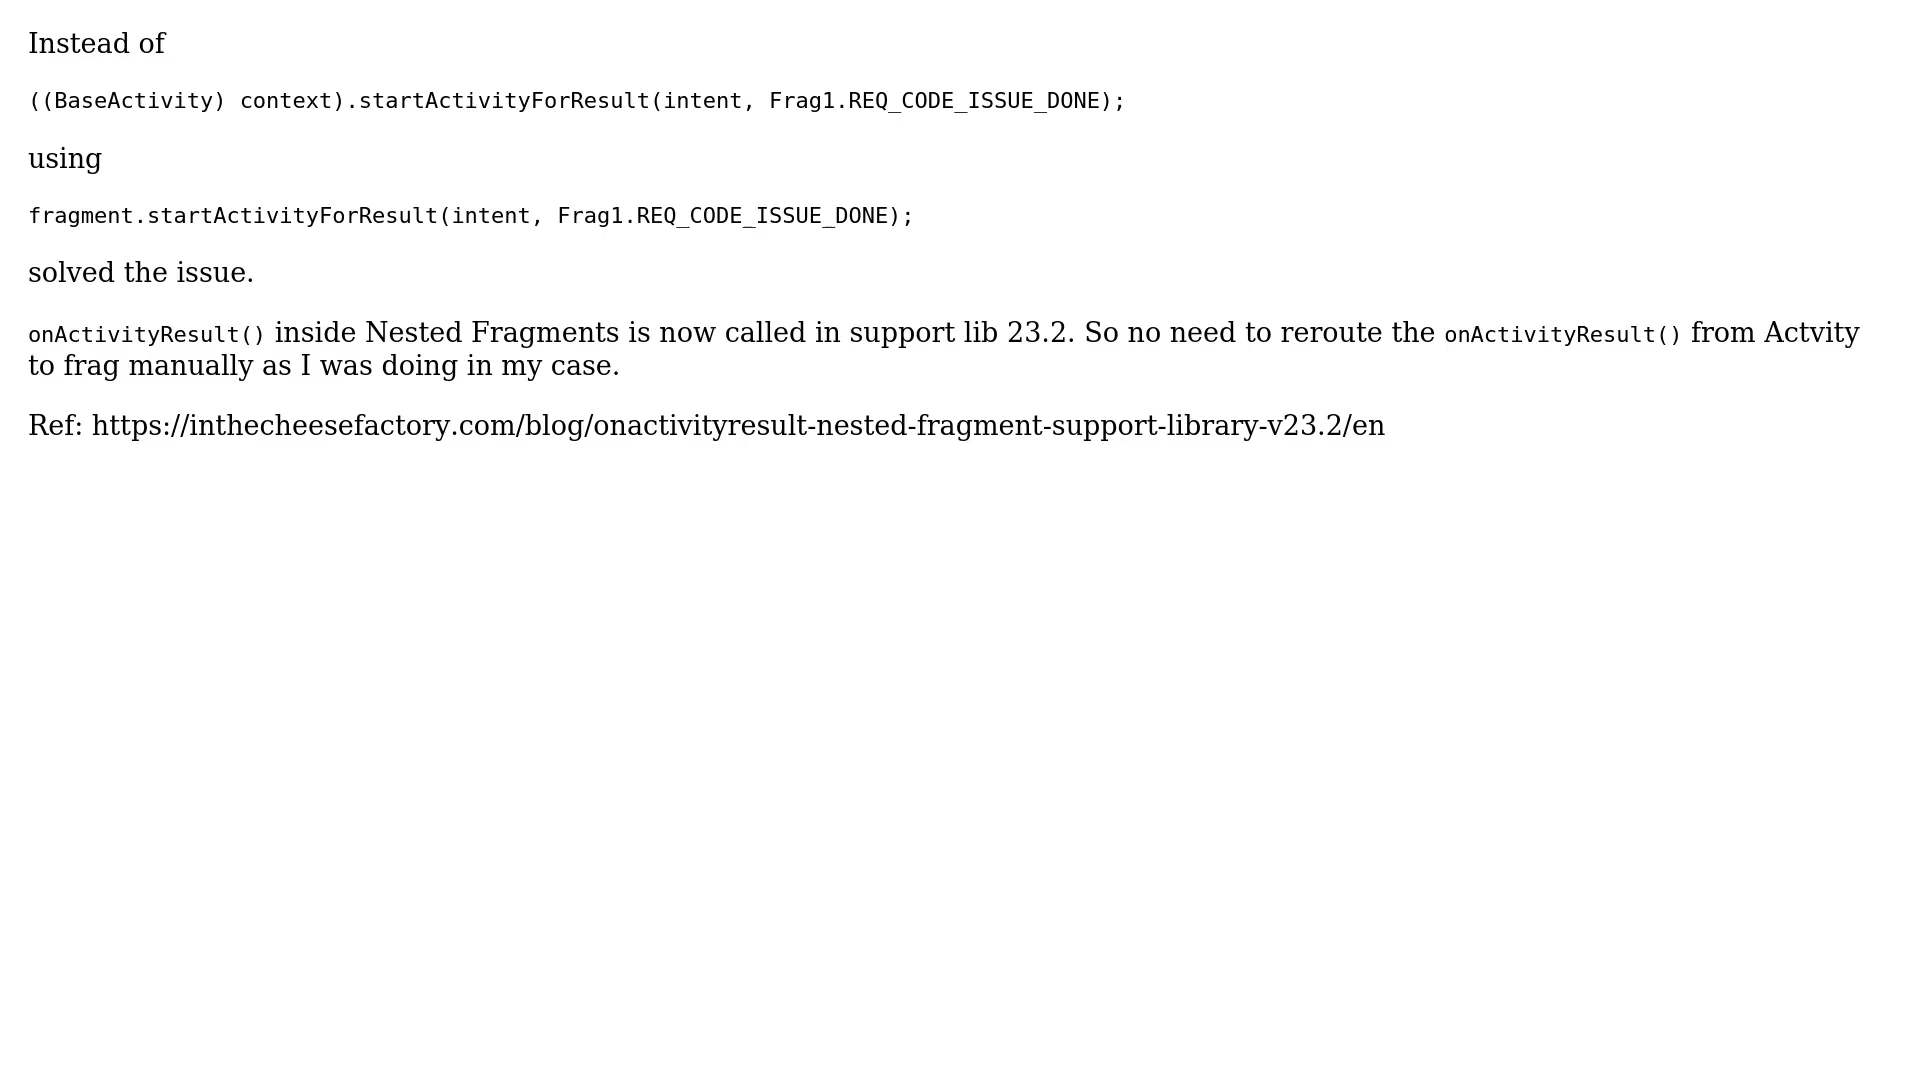 Instead of
((BaseActivity) context).startActivityForResult(intent, Frag1.REQ_CODE_ISSUE_DONE);
using
fragment.startActivityForResult(intent, Frag1.REQ_CODE_ISSUE_DONE);
solved the issue.
onActivityResult() inside Nested Fragments is now called in support lib 23.2. So no need to reroute the onActivityResult() from Actvity
to frag manually as I was doing in my case.
Ref: https://inthecheesefactory.com/blog/onactivityresult-nested-fragment-support-library-v23.2/en